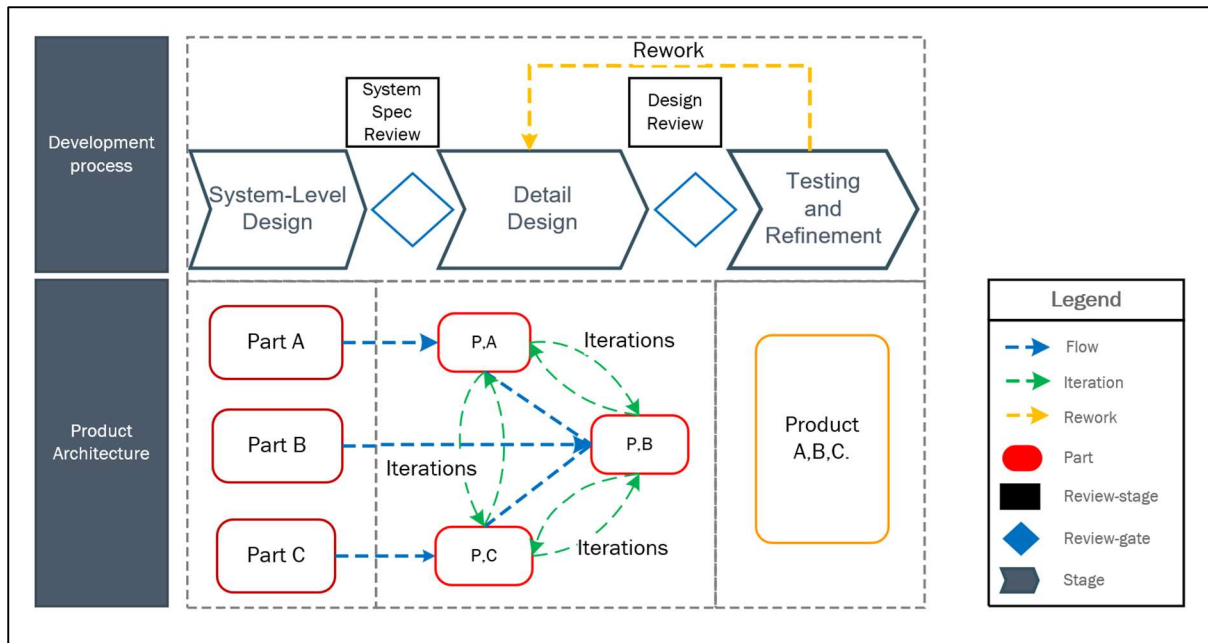 Development
process
Rework
System
Spec
Review
Design
Review
System-Level
Design
Detail
Design
Testing
and
Refinement
Product
Architecture
Part A
Part B
Part C
P,A
P,B
P,C
Iterations
Iterations
Iterations
Product
A,B,C.
Legend
Flow
Iteration
Rework
Part
Review-stage
Review-gate
Stage